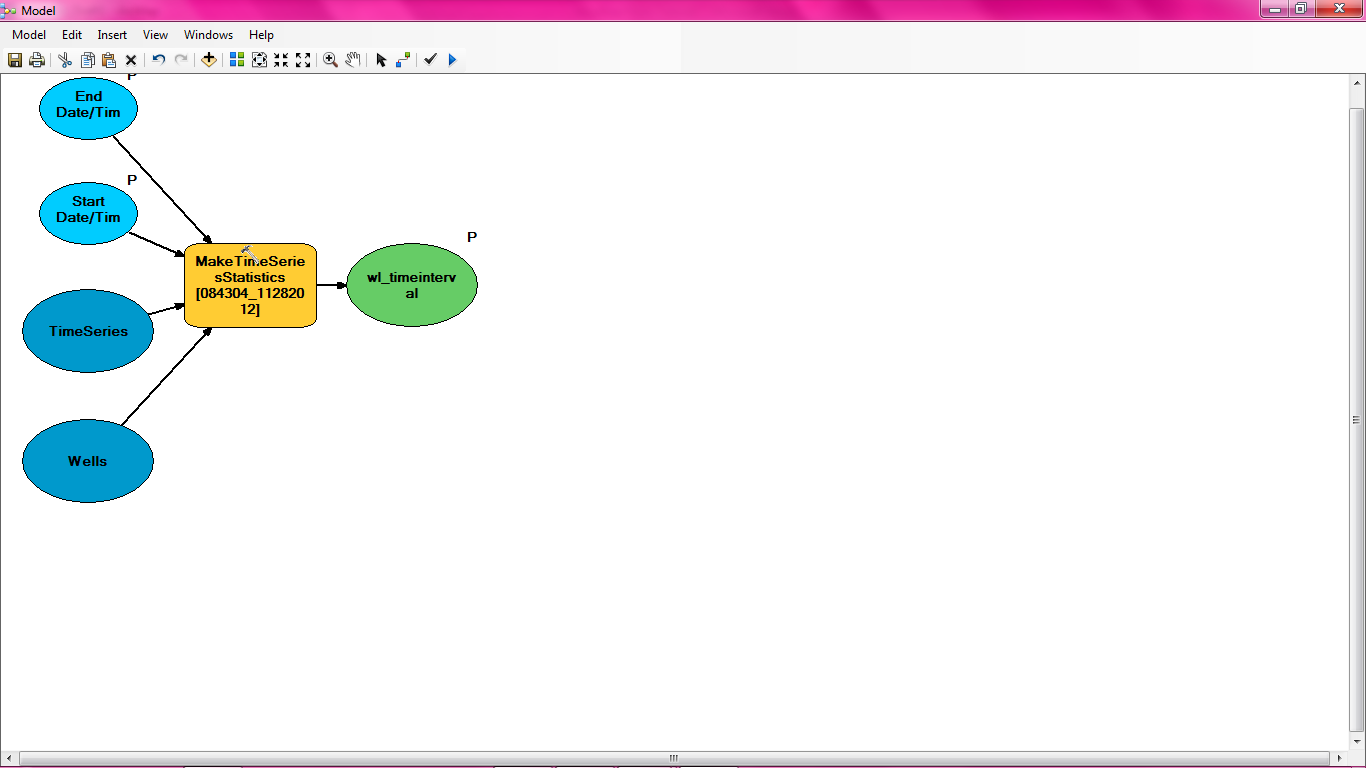 Model
Model Edit Insert View Windows Help
P
End
Date/Tim
P
Start
Date/Tim
MakeTimeSerie
sStatistics
[084304_112820
12]
P
wl_timeinterv
al
TimeSeries
Wells